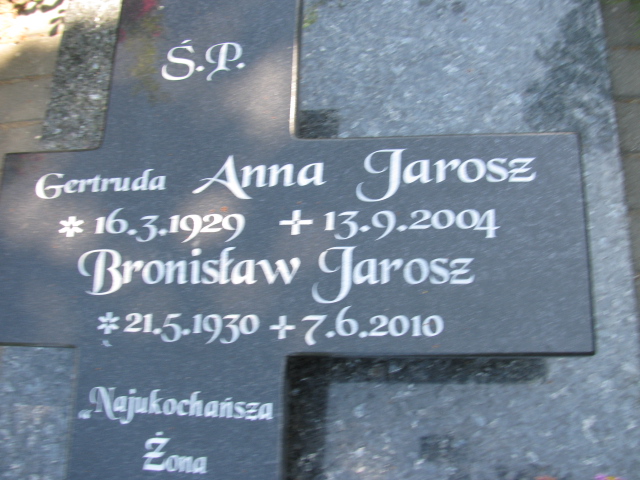 Ś.P.
Gertruda Anna Jarosz
* 16.3.1929 + 13.9.2004
Bronisław Jarosz
* 21.5.1930 + 7.6.2010
„Najukochańsza
Żona